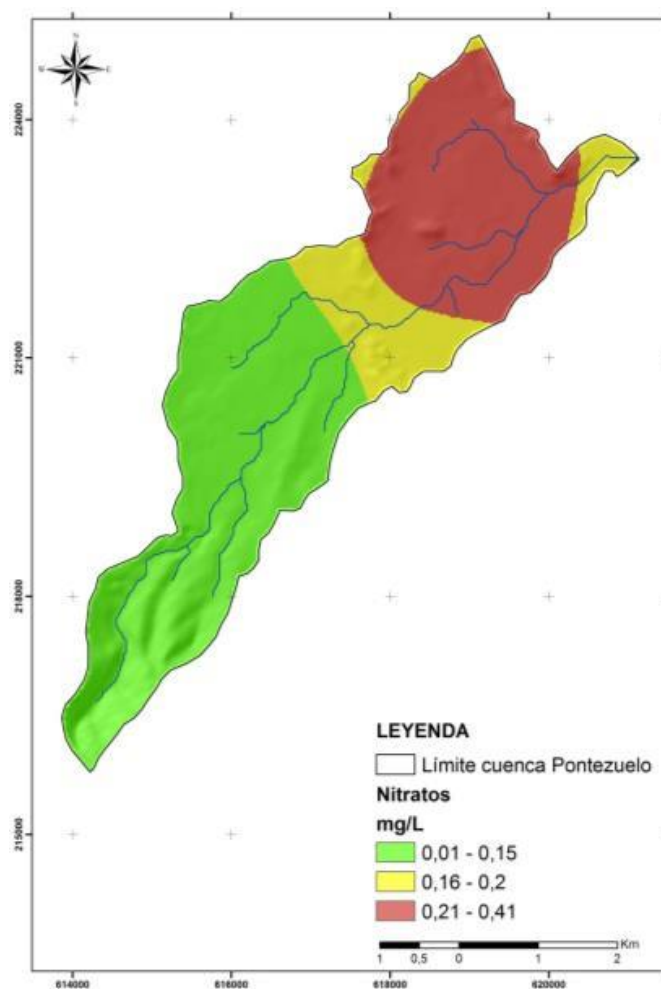 N
E
S
224000
221000
218000
215000
LEYENDA
Límite cuenca Pontezuelo
Nitratos
mg/L
0,01 - 0,15
0,16 - 0,2
0,21 - 0,41
Km
1 0,5 0 1 2
614000 616000 618000 620000